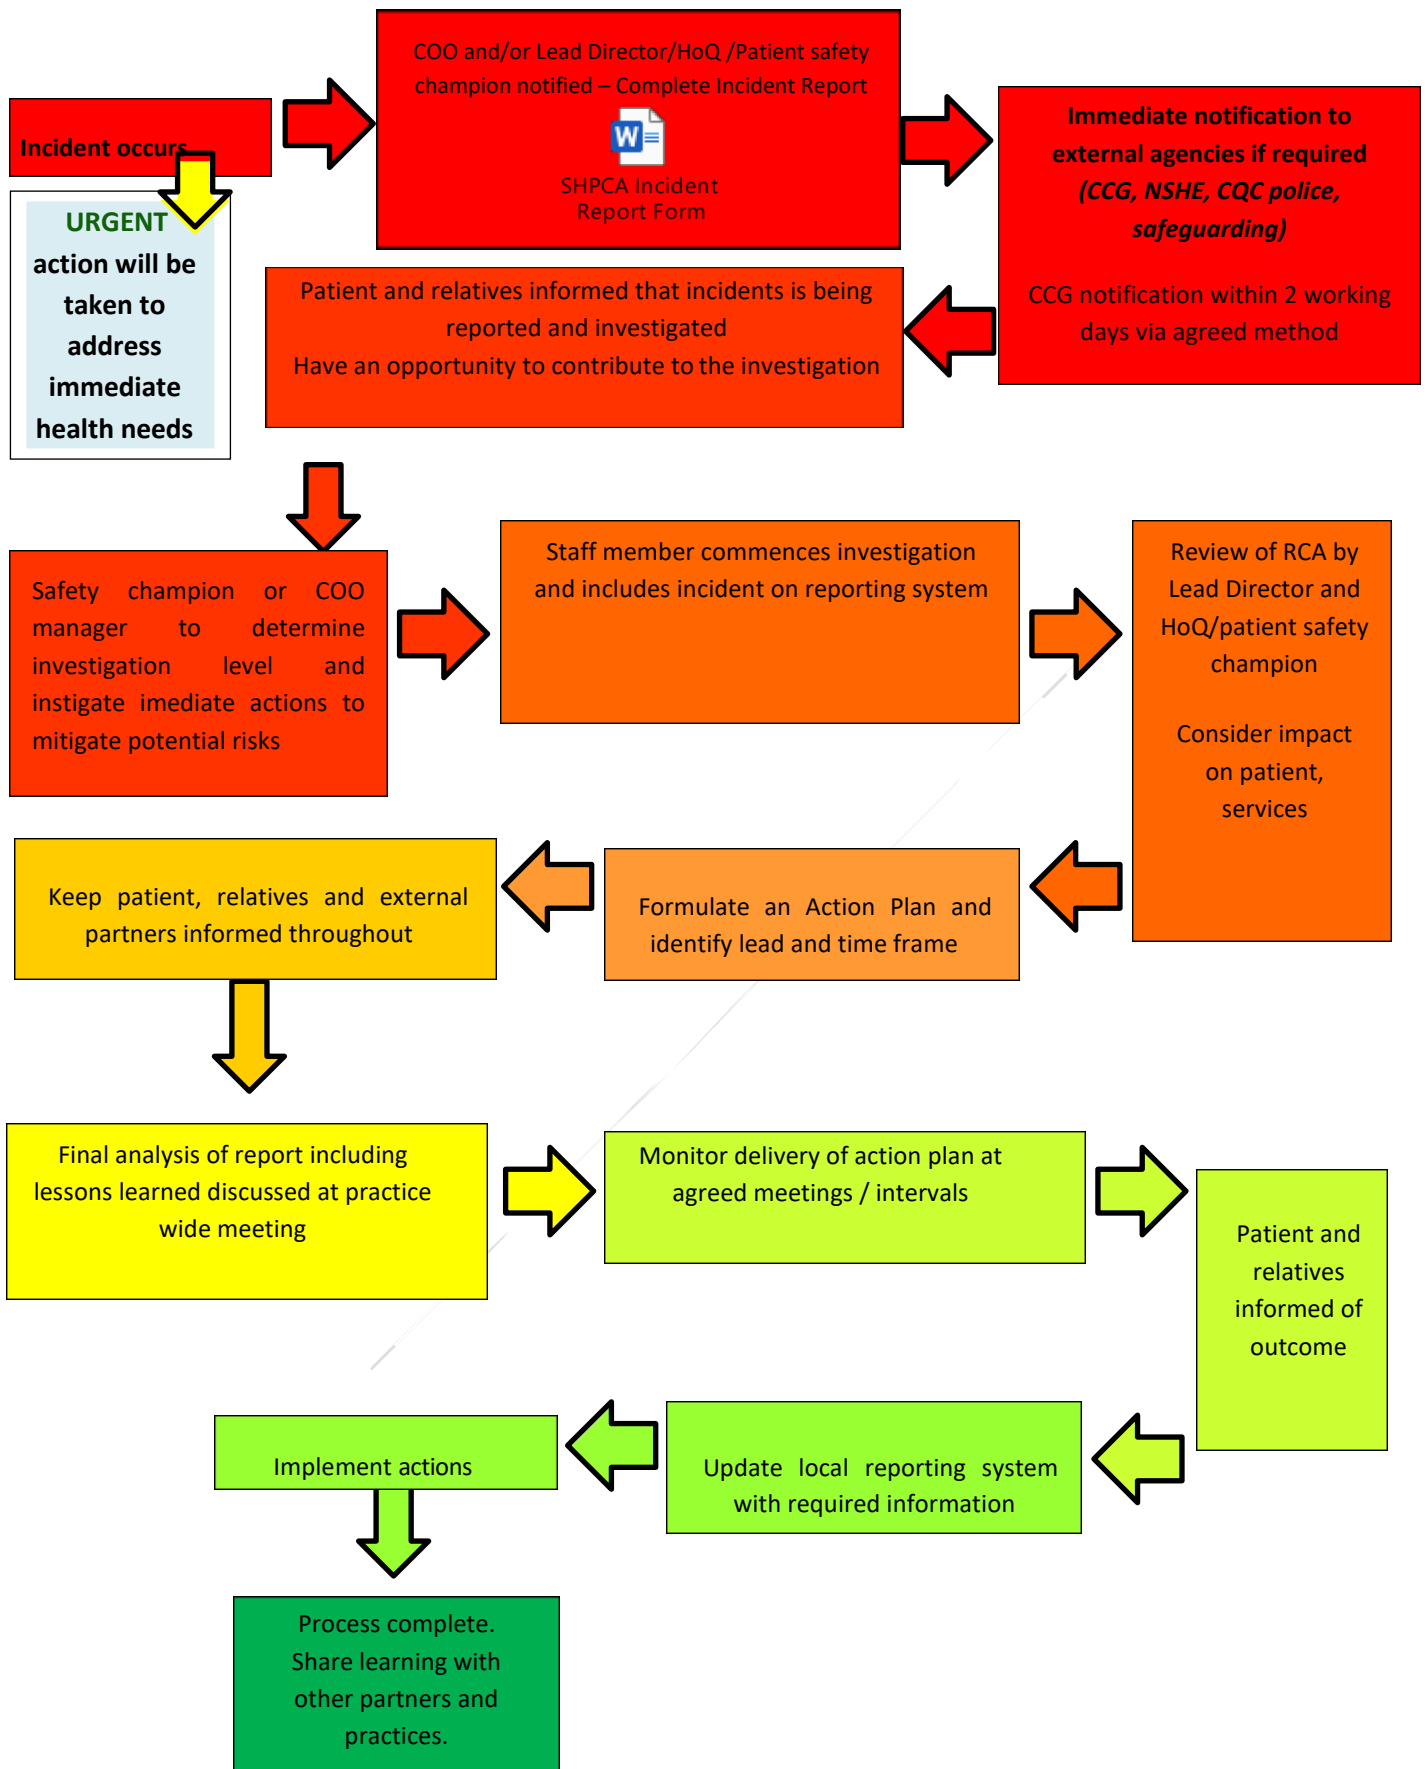 COO and/or Lead Director/HoQ /Patient safety
champion notified – Complete Incident Report
W
SHPCA Incident
Report Form
Incident occurs
URGENT
action will be
taken to
address
immediate
health needs
Immediate notification to
external agencies if required
(CCG, NSHE, CQC police,
safeguarding)
CCG notification within 2 working
days via agreed method
Patient and relatives informed that incidents is being
reported and investigated
Have an opportunity to contribute to the investigation
Safety champion or COO
manager to determine
investigation level and
instigate imediate actions to
mitigate potential risks
Staff member commences investigation
and includes incident on reporting system
Review of RCA by
Lead Director and
HoQ/patient safety
champion
Consider impact
on patient,
services
Formulate an Action Plan and
identify lead and time frame
Keep patient, relatives and external
partners informed throughout
Final analysis of report including
lessons learned discussed at practice
wide meeting
Monitor delivery of action plan at
agreed meetings / intervals
Patient and
relatives
informed of
outcome
Update local reporting system
with required information
Implement actions
Process complete.
Share learning with
other partners and
practices.